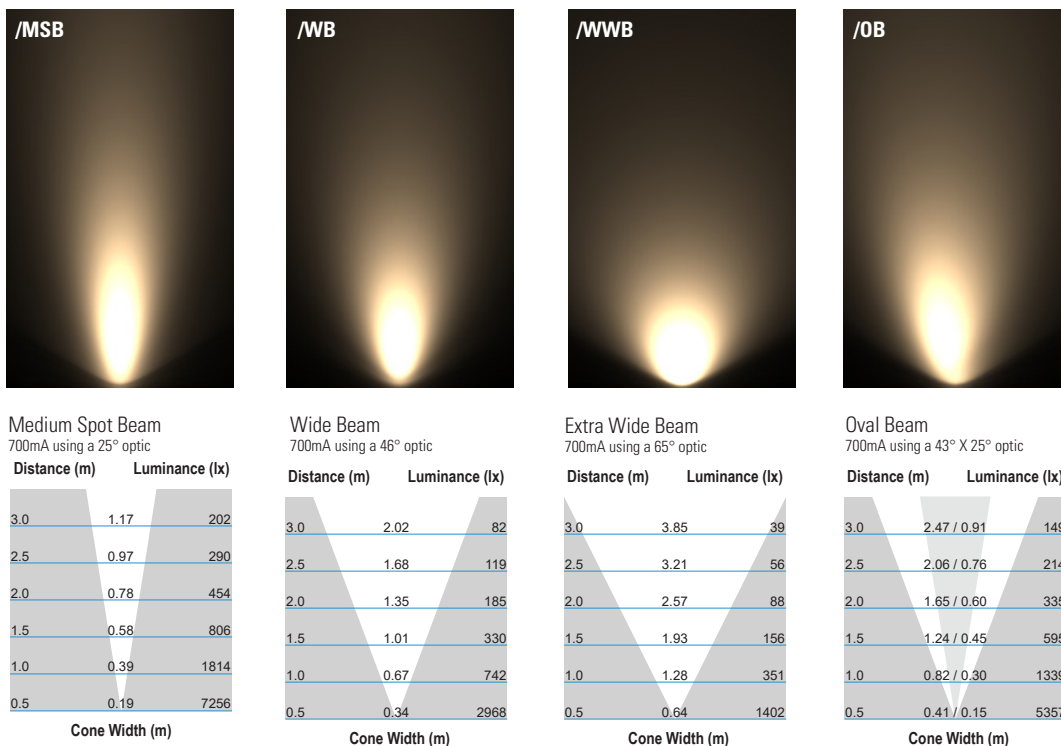 /MSB
Medium Spot Beam
700mA using a 25° optic
Distance (m) Luminance (lx)
3.0 1.17 202
2.5 0.97 290
2.0 0.78 454
1.5 0.58 806
1.0 0.39 1814
0.5 0.19 7256
Cone Width (m)
/WB
Wide Beam
700mA using a 46° optic
Distance (m) Luminance (lx)
3.0 2.02 82
2.5 1.68 119
2.0 1.35 185
1.5 1.01 330
1.0 0.67 742
0.5 0.34 2968
Cone Width (m)
/WWB
Extra Wide Beam
700mA using a 65° optic
Distance (m) Luminance (lx)
3.0 3.85 39
2.5 3.21 56
2.0 2.57 88
1.5 1.93 156
1.0 1.28 351
0.5 0.64 1402
Cone Width (m)
/OB
Oval Beam
700mA using a 43° X 25° optic
Distance (m) Luminance (lx)
3.0 2.47 / 0.91 149
2.5 2.06 / 0.76 214
2.0 1.65 / 0.60 335
1.5 1.24 / 0.45 595
1.0 0.82 / 0.30 1339
0.5 0.41 / 0.15 5357
Cone Width (m)